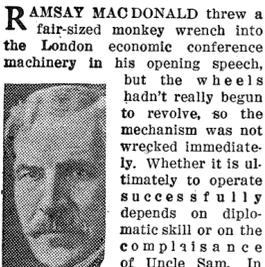 RAMSAY MACDONALD threw a
fair-sized monkey wrench into
the London economic conference
machinery in his opening speech,
but the wheels
hadn't really begun
to revolve, so the
mechanism was not
wrecked immediate-
ly. Whether it is ul-
timately to operate
successfully
depends on diplo-
matic skill or on the
complaisance
of Uncle Sam. In